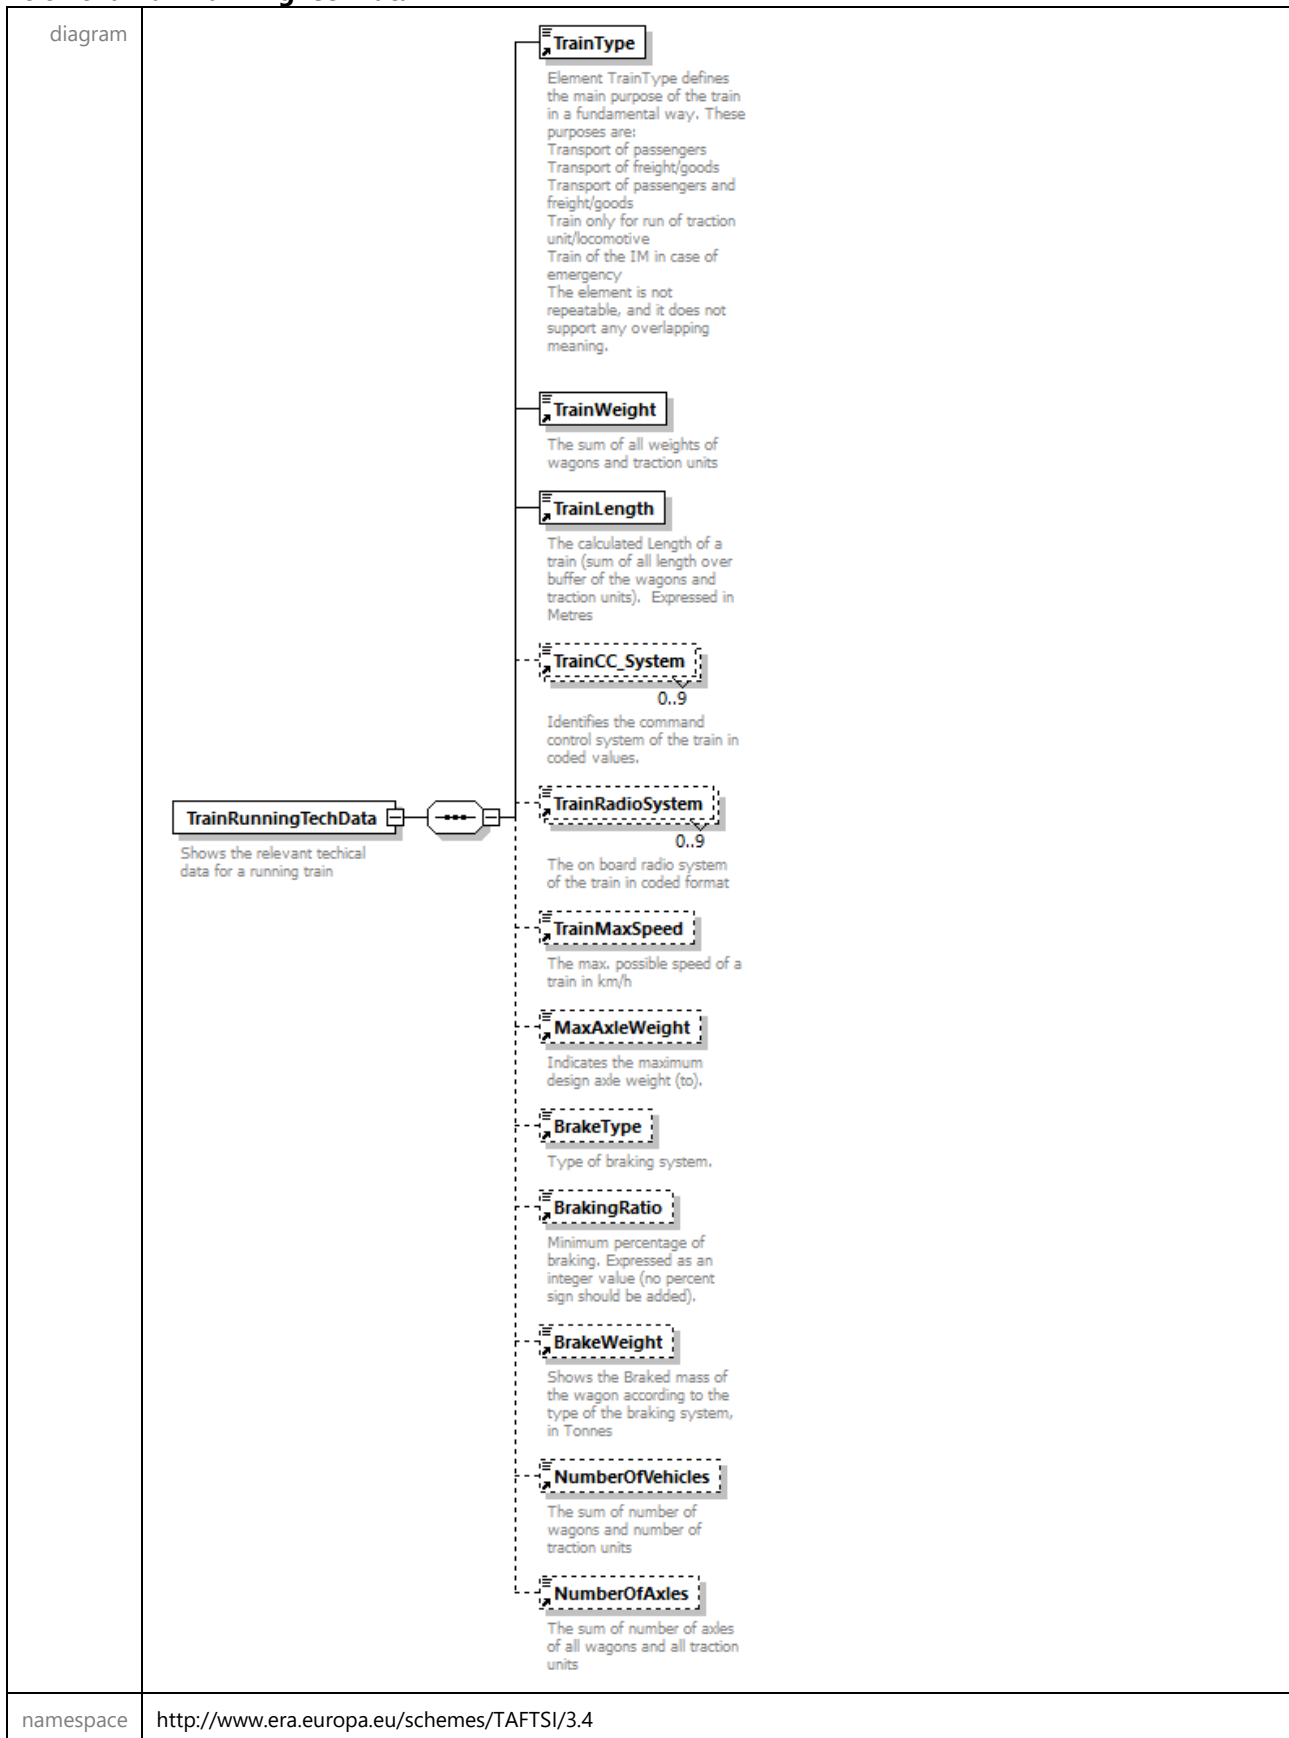 diagram
TrainType
Element TrainType defines
the main purpose of the train
in a fundamental way. These
purposes are:
Transport of passengers
Transport of freight/goods
Transport of passengers and
freight/goods
Train only for run of traction
unit/locomotive
Train of the IM in case of
emergency
The element is not
repeatable, and it does not
support any overlapping
meaning.
TrainWeight
The sum of all weights of
wagons and traction units
TrainLength
The calculated Length of a
train (sum of all length over
buffer of the wagons and
traction units). Expressed in
Metres
TrainCC_System
0..9
Identifies the command
control system of the train in
coded values.
TrainRunningTechData
Shows the relevant techical
data for a running train
TrainRadioSystem
0..9
The on board radio system
of the train in coded format
TrainMaxSpeed
The max. possible speed of a
train in km/h
MaxAxleWeight
Indicates the maximum
design axle weight (to).
BrakeType
Type of braking system.
BrakingRatio
Minimum percentage of
braking. Expressed as an
integer value (no percent
sign should be added).
BrakeWeight
Shows the Braked mass of
the wagon according to the
type of the braking system,
in Tonnes
NumberOfVehicles
The sum of number of
wagons and number of
traction units
NumberOfAxles
The sum of number of axles
of all wagons and all traction
units
namespace http://www.era.europa.eu/schemes/TAFTSI/3.4